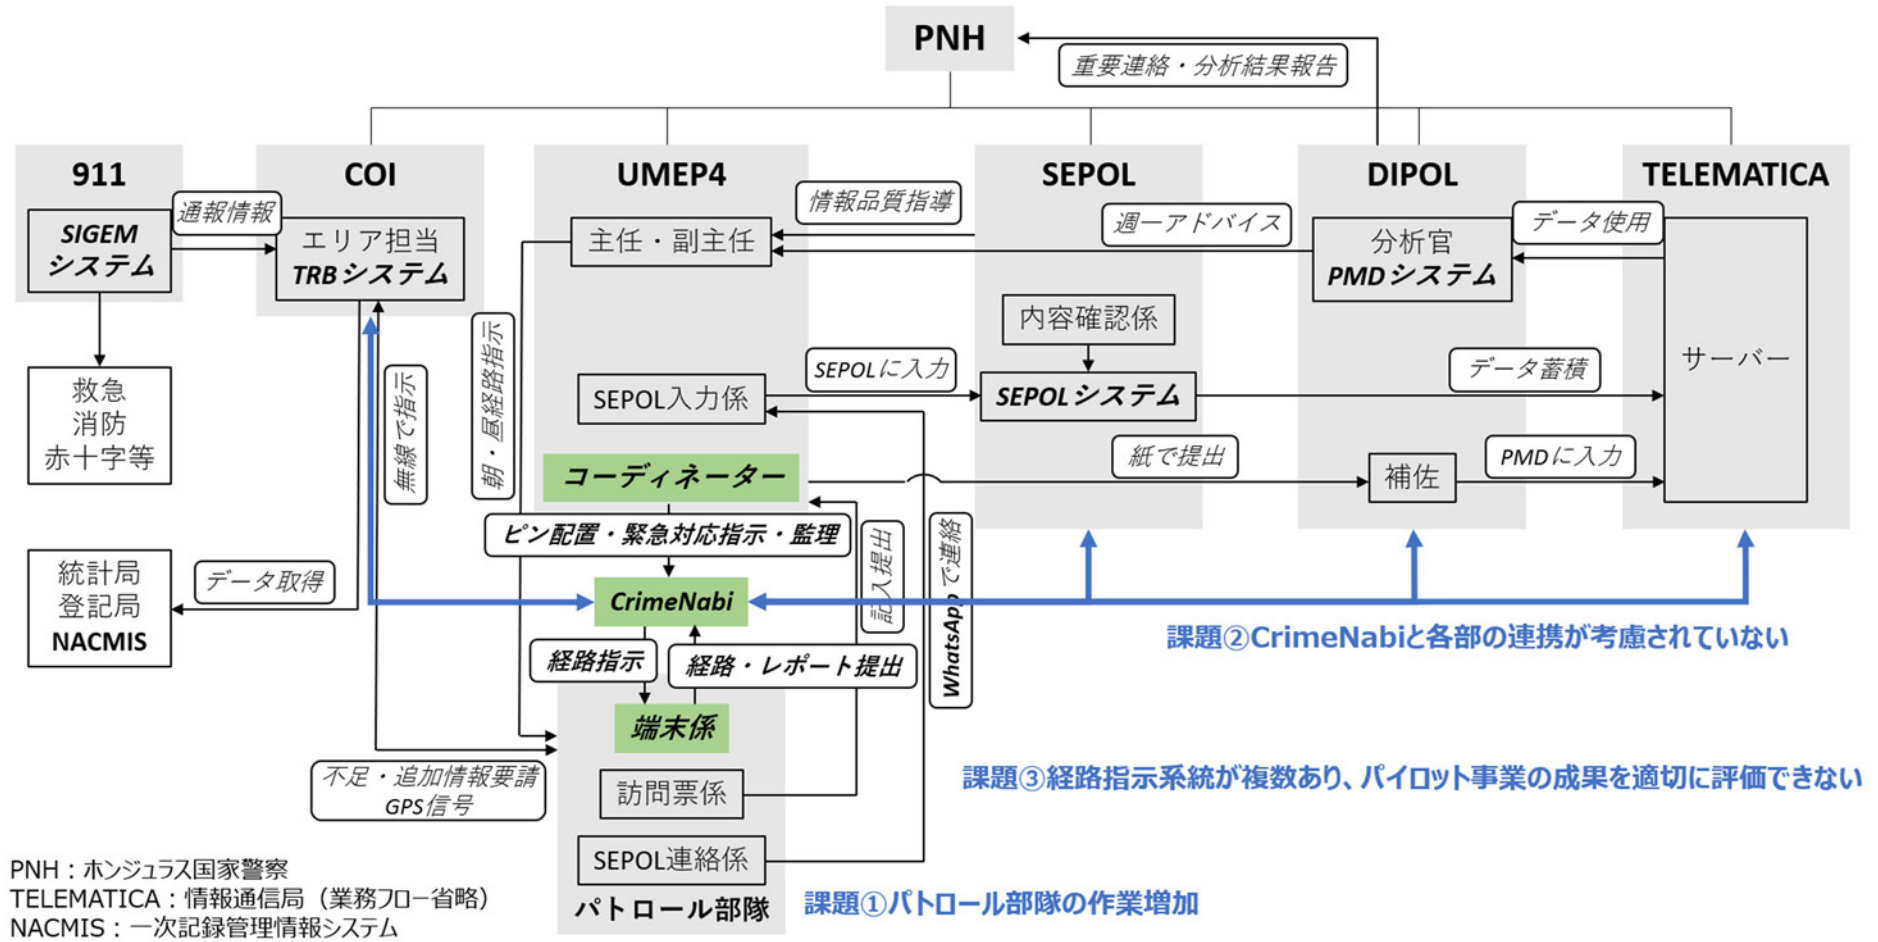 PNH
重要連絡・分析結果報告
911
COI
UMEP4
SEPOL
DIPOL
TELEMATICA
SIGEM
システム
通報情報
エリア担当
TRBシステム
主任・副主任
情報品質指導
週一アドバイス
分析官
PMDシステム
データ使用
サーバー
救急
消防
赤十字等
無線で指示
朝・昼経路指示
SEPOL入力係
SEPOLに入力
内容確認係
SEPOLシステム
データ蓄積
コーディネーター
紙で提出
補佐
PMDに入力
ピン配置・緊急対応指示・監理
記入提出
WhatsAppで連絡
統計局
登記局
NACMIS
データ取得
CrimeNabi
課題②CrimeNabiと各部の連携が考慮されていない
経路指示
経路・レポート提出
端末係
不足・追加情報要請
GPS信号
訪問票係
課題③経路指示系統が複数あり、パイロット事業の成果を適切に評価できない
SEPOL連絡係
パトロール部隊
課題①パトロール部隊の作業増加
PNH：ホンジュラス国家警察
TELEMATICA：情報通信局（業務フロー省略）
NACMIS：一次記録管理情報システム